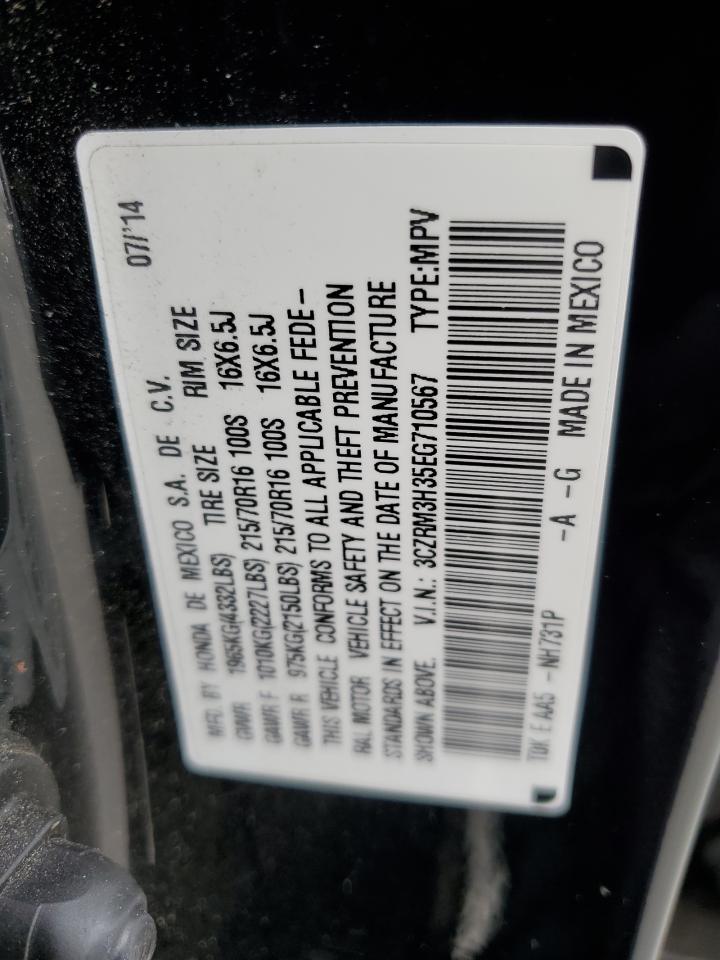 07/'14
MFD. BY HONDA DE MEXICO S.A. DE C.V.
GVWR TIRE SIZE RIM SIZE
1965KG(4332LBS)
GAWR F 1010KG(2227LBS) 215/70R16 100S 16X6.5J
GAWR R 975KG(2150LBS) 215/70R16 100S 16X6.5J
THIS VEHICLE CONFORMS TO ALL APPLICABLE FEDE-
RAL MOTOR VEHICLE SAFETY AND THEFT PREVENTION
STANDARDS IN EFFECT ON THE DATE OF MANUFACTURE
SHOWN ABOVE. V.I.N.: 3CZRM3H35EG710567 TYPE:MPV
TDK E AA5 -NH731P -A -G MADE IN MEXICO